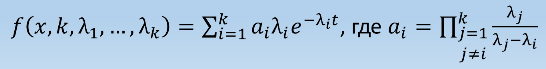 f(x, k, λ₁, …, λₖ) = ∑ᵢ₌₁ᵏ aᵢλᵢe^(−λᵢt), где aᵢ = ∏ⱼ₌₁, ⱼ≠ᵢᵏ λⱼ/(λⱼ−λᵢ)